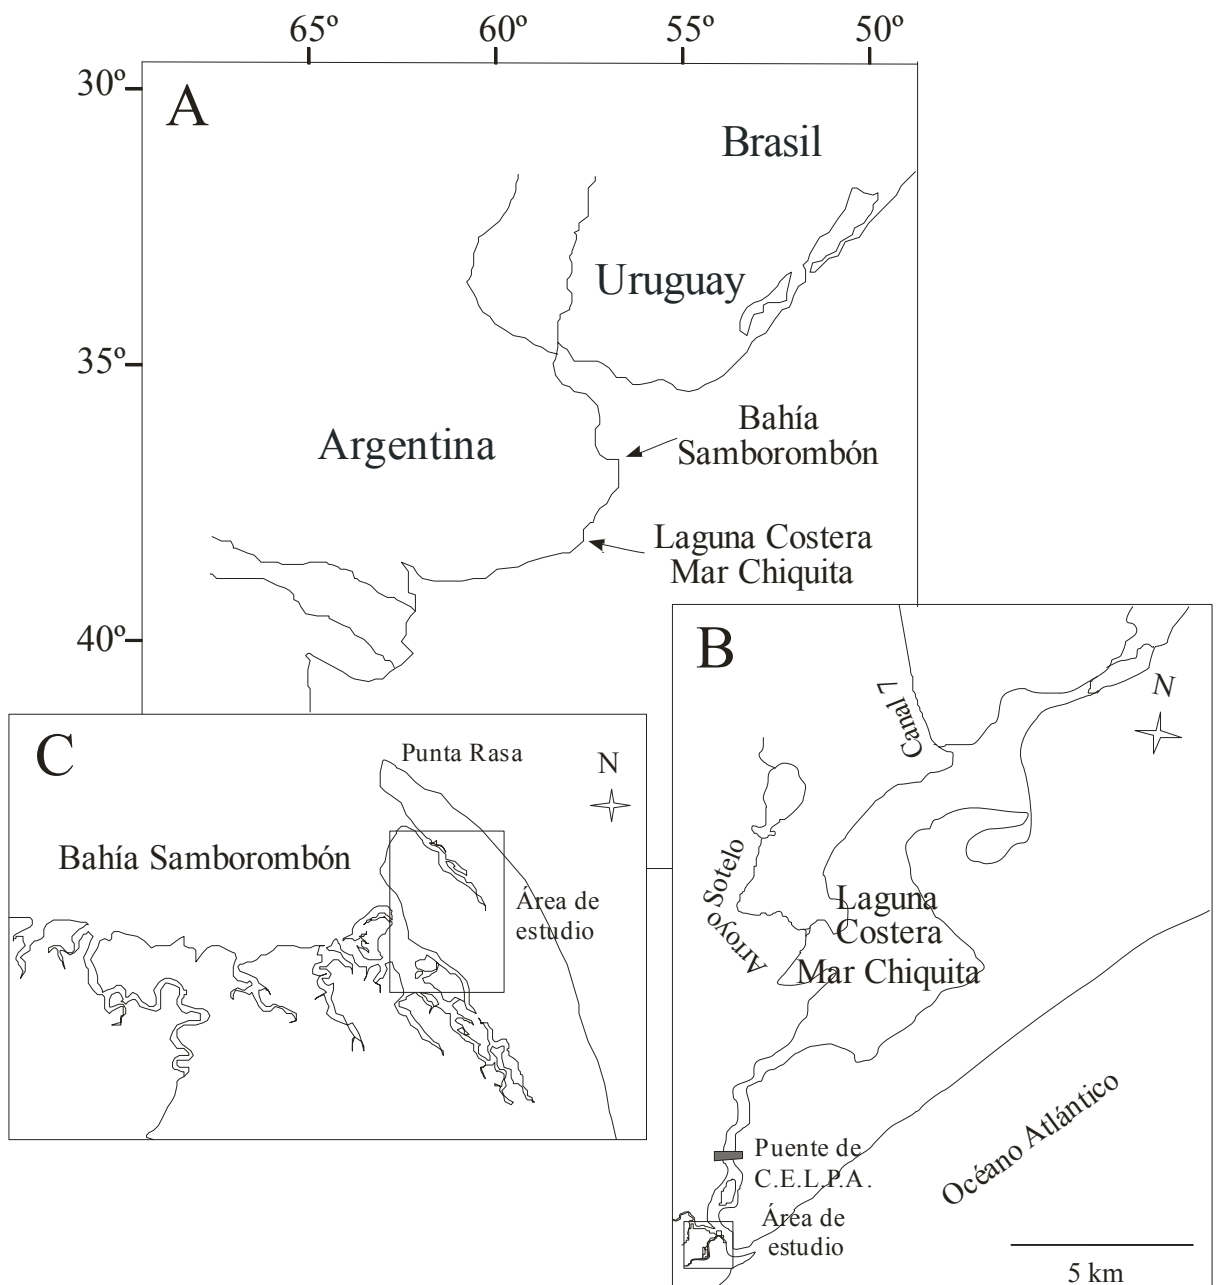 65º 60º 55º 50º
30º
A
Brasil
Uruguay
35º
Bahía
Samborombón
Argentina
Laguna Costera
Mar Chiquita
40º
B
N
Canal 7
Arroyo Sotelo
Laguna
Costera
Mar Chiquita
Océano Atlántico
Puente de
C.E.L.P.A.
Área de
estudio
5 km
C
Punta Rasa
N
Bahía Samborombón
Área de
estudio